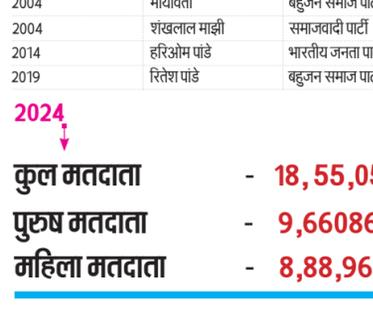 2004 मायावती बहुजन समाज
2004 शंखलाल माझी समाजवादी पार्टी
2014 हरिओम पांडे भारतीय जनता
2019 रितेश पांडे बहुजन समाज
2024
कुल मतदाता - 18,55,05
पुरुष मतदाता - 9,66086
महिला मतदाता - 8,88,96